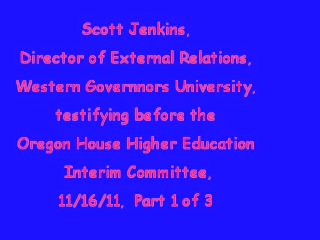 Scott Jenkins,
Director of External Relations,
Western Governnors University,
testifying before the
Oregon House Higher Education
Interim Committee,
11/16/11, Part 1 of 3